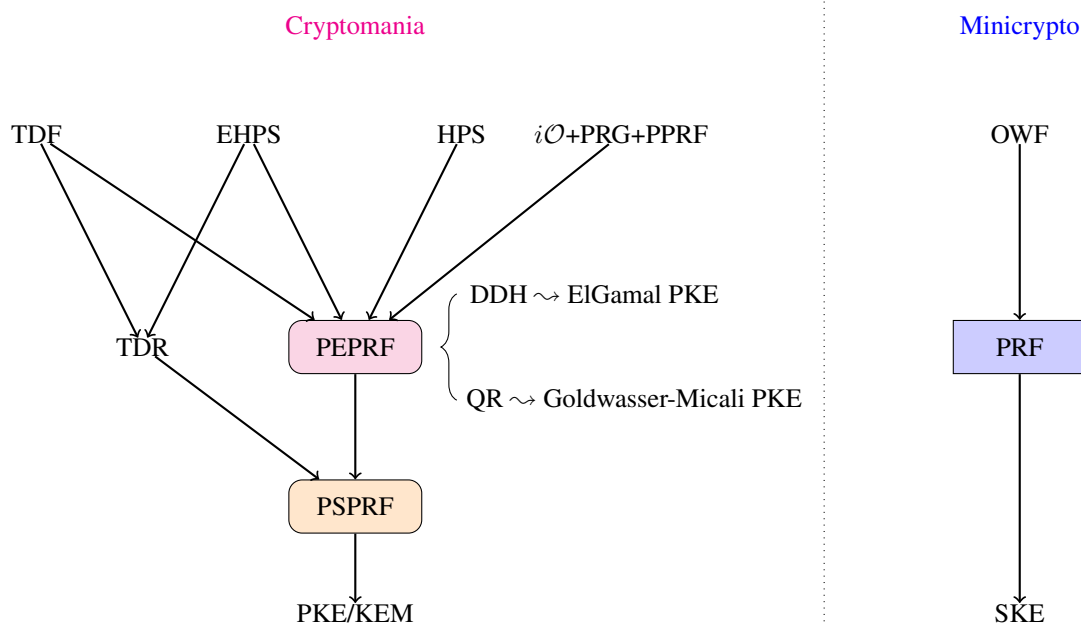 Cryptomania
Minicrypto
TDF
EHPS
HPS
i𝒪+PRG+PPRF
OWF
DDH ⇝ ElGamal PKE
TDR
PEPRF
PRF
QR ⇝ Goldwasser-Micali PKE
PSPRF
PKE/KEM
SKE